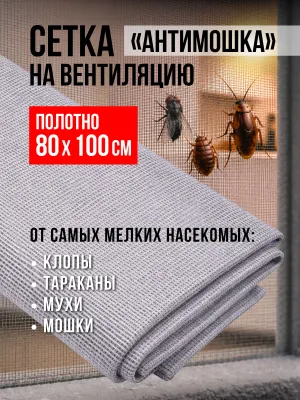 СЕТКА «АНТИМОШКА»
НА ВЕНТИЛЯЦИЮ
ПОЛОТНО
80 х 100 СМ
ОТ САМЫХ МЕЛКИХ НАСЕКОМЫХ:
• КЛОПЫ
• ТАРАКАНЫ
• МУХИ
• МОШКИ